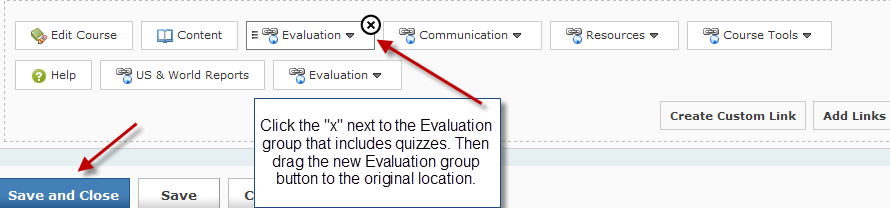 Edit Course Content Evaluation Communication Resources Course Tools
Help US & World Reports Evaluation
Create Custom Link Add Links
Click the "x" next to the Evaluation
group that includes quizzes. Then
drag the new Evaluation group
button to the original location.
Save and Close Save C